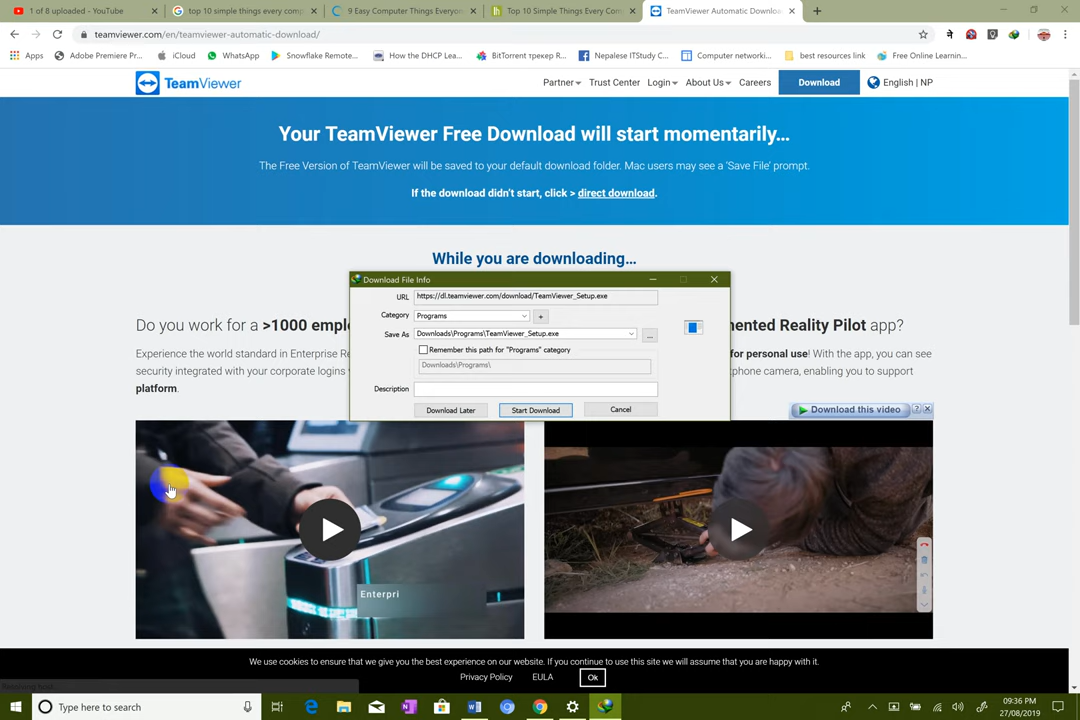 1 of 8 uploaded - YouTube
top 10 simple things every comp
9 Easy Computer Things Everyon
Top 10 Simple Things Every Com
TeamViewer Automatic Downloa
teamviewer.com/en/teamviewer-automatic-download/
Apps
Adobe Premiere Pr...
iCloud
WhatsApp
Snowflake Remote...
How the DHCP Lea...
BitTorrent трекер R...
Nepalese ITStudy C...
Computer networki...
best resources link
Free Online Learnin...
TeamViewer
Partner
Trust Center
Login
About Us
Careers
Download
English | NP
Your TeamViewer Free Download will start momentarily...
The Free Version of TeamViewer will be saved to your default download folder. Mac users may see a 'Save File' prompt.
If the download didn't start, click > direct download.
While you are downloading...
Download File Info
URL
https://dl.teamviewer.com/download/TeamViewer_Setup.exe
Category
Programs
+
Save As
Downloads\Programs\TeamViewer_Setup.exe
...
Remember this path for "Programs" category
Downloads\Programs\
Description
Download Later
Start Download
Cancel
Do you work for a >1000 emplo
Experience the world standard in Enterprise Re
security integrated with your corporate logins
platform.
mented Reality Pilot app?
for personal use! With the app, you can see
phone camera, enabling you to support
Download this video
?
Enterpri
We use cookies to ensure that we give you the best experience on our website. If you continue to use this site we will assume that you are happy with it.
Privacy Policy
EULA
Ok
Type here to search
09:36 PM
27/08/2019